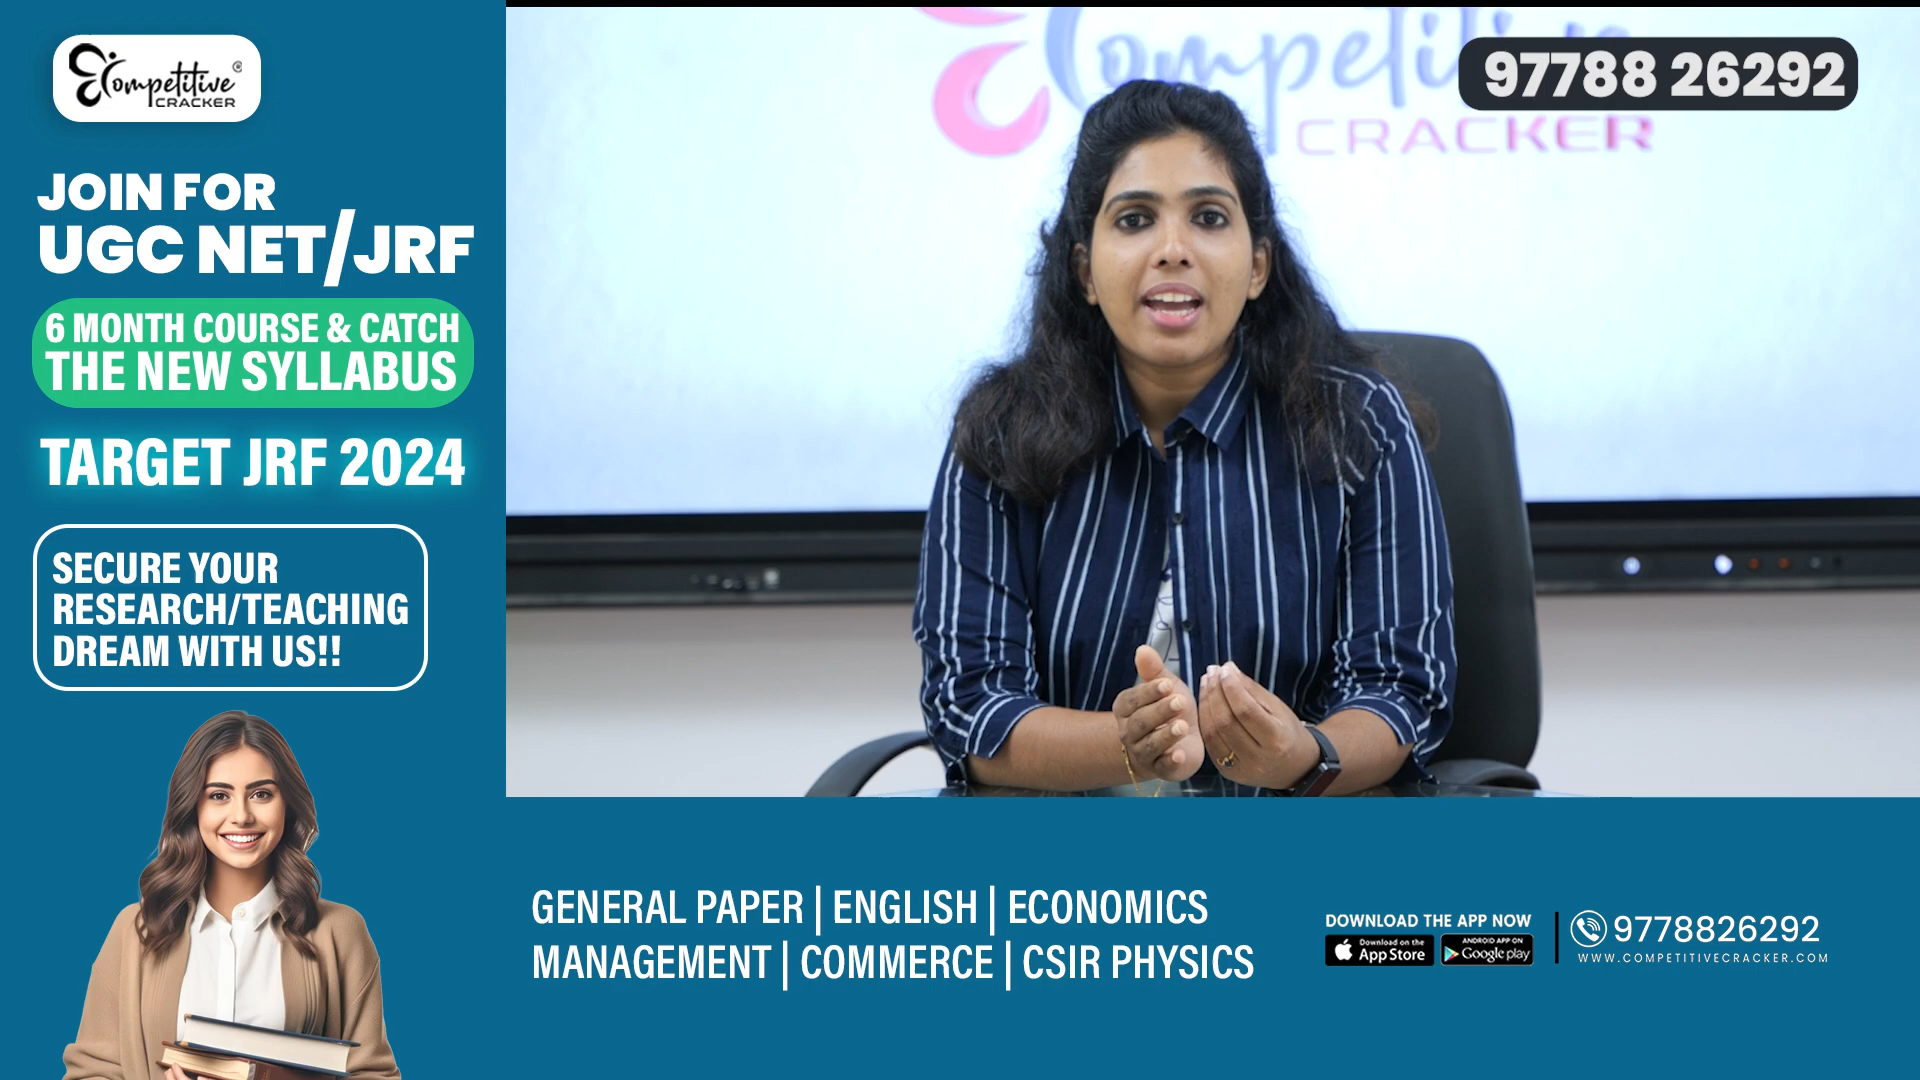 Competitive
CRACKER
JOIN FOR
UGC NET/JRF
6 MONTH COURSE & CATCH
THE NEW SYLLABUS
TARGET JRF 2024
SECURE YOUR
RESEARCH/TEACHING
DREAM WITH US!!
Competitive
CRACKER
97788 26292
GENERAL PAPER | ENGLISH | ECONOMICS
MANAGEMENT | COMMERCE | CSIR PHYSICS
DOWNLOAD THE APP NOW
Download on the
App Store
ANDROID APP ON
Google play
9778826292
WWW.COMPETITIVECRACKER.COM